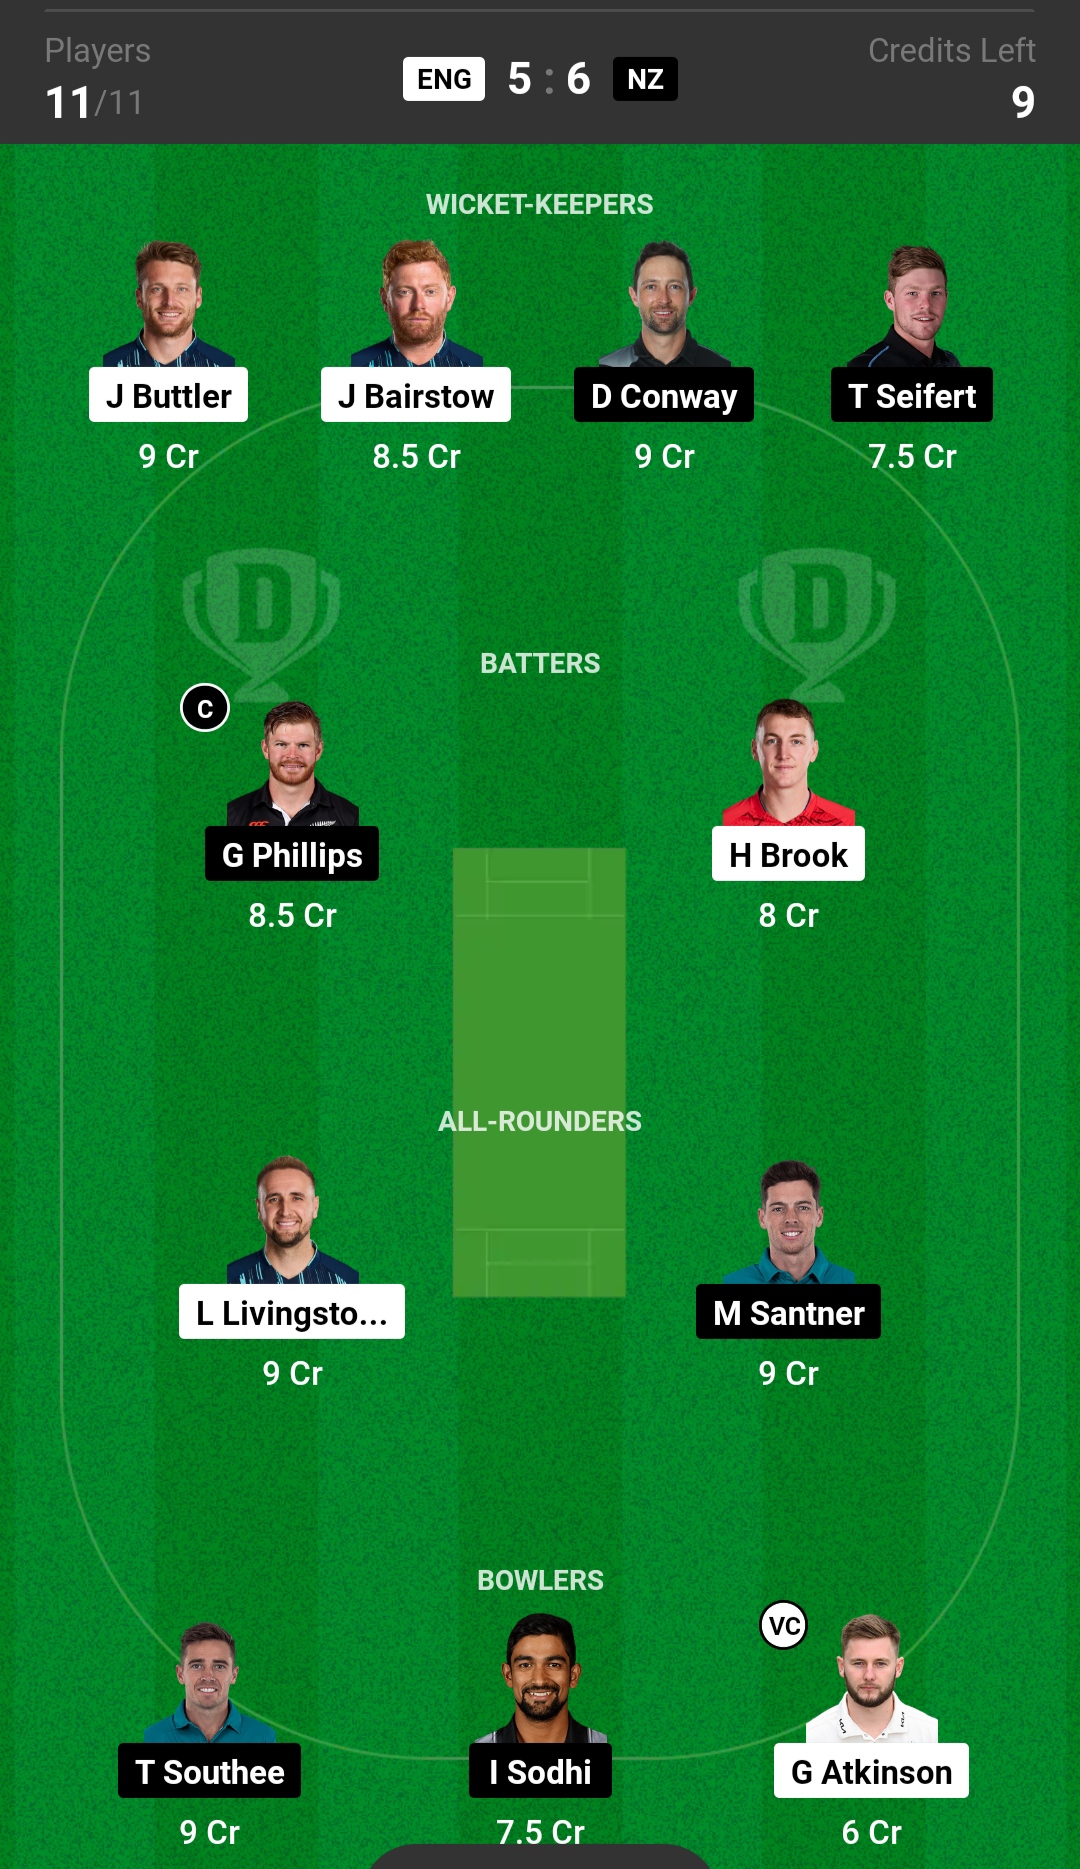 Players
Credits Left
11/11
ENG 5 : 6 NZ
9
WICKET-KEEPERS
J Buttler
J Bairstow
D Conway
T Seifert
9 Cr
8.5 Cr
9 Cr
7.5 Cr
D
D
BATTERS
C
G Phillips
H Brook
8.5 Cr
8 Cr
ALL-ROUNDERS
L Livingsto...
M Santner
9 Cr
9 Cr
BOWLERS
VC
T Southee
I Sodhi
G Atkinson
9 Cr
7.5 Cr
6 Cr